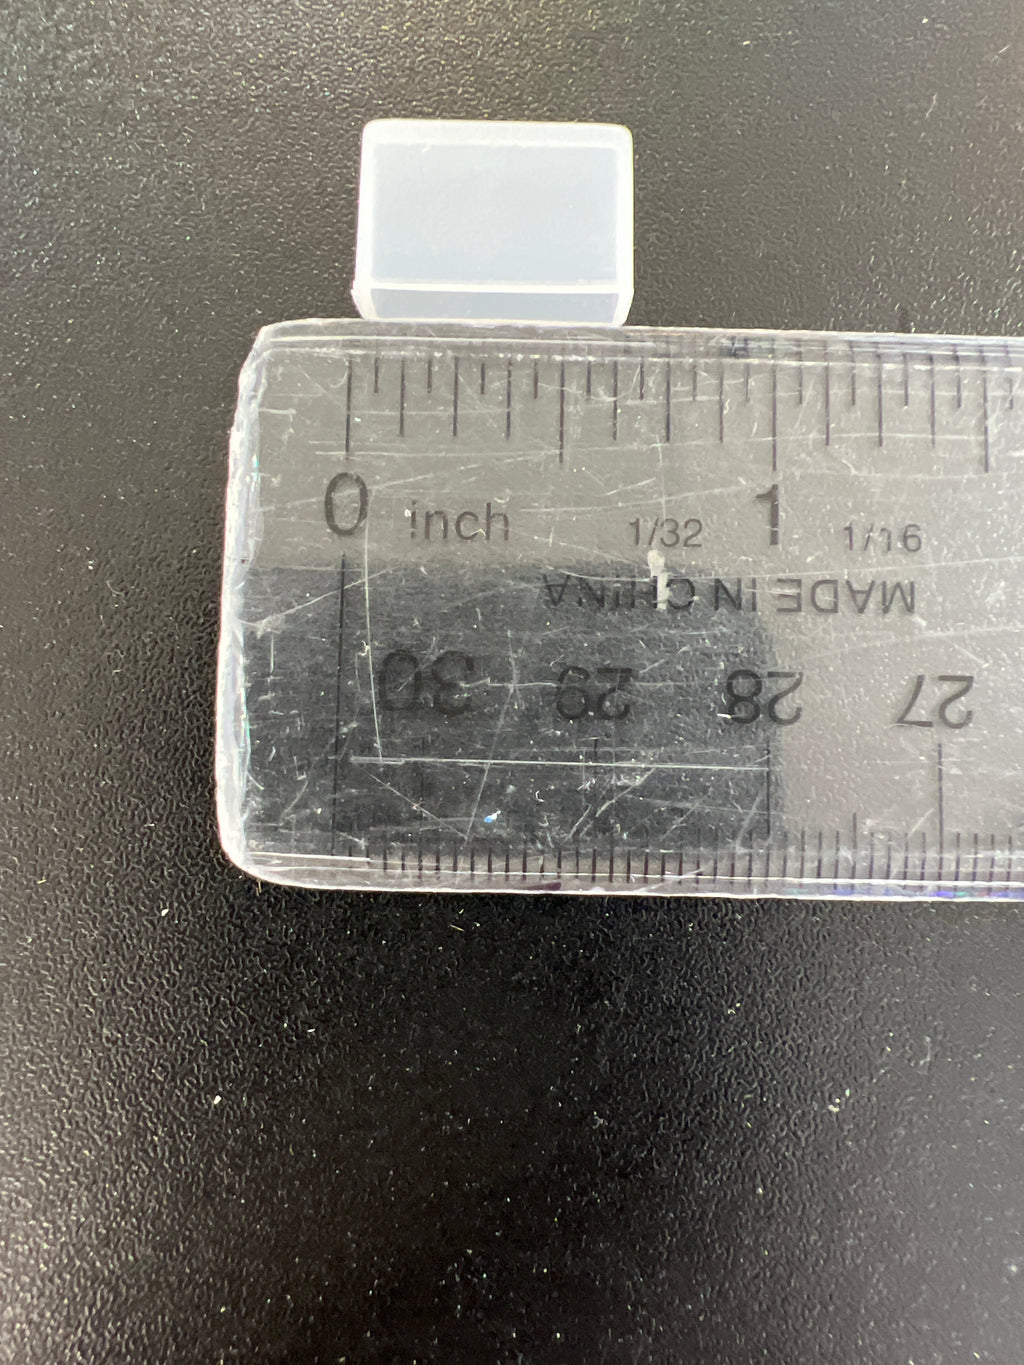 0 inch 1/32 1 1/16
MADE IN CHINA
30 29 28 27